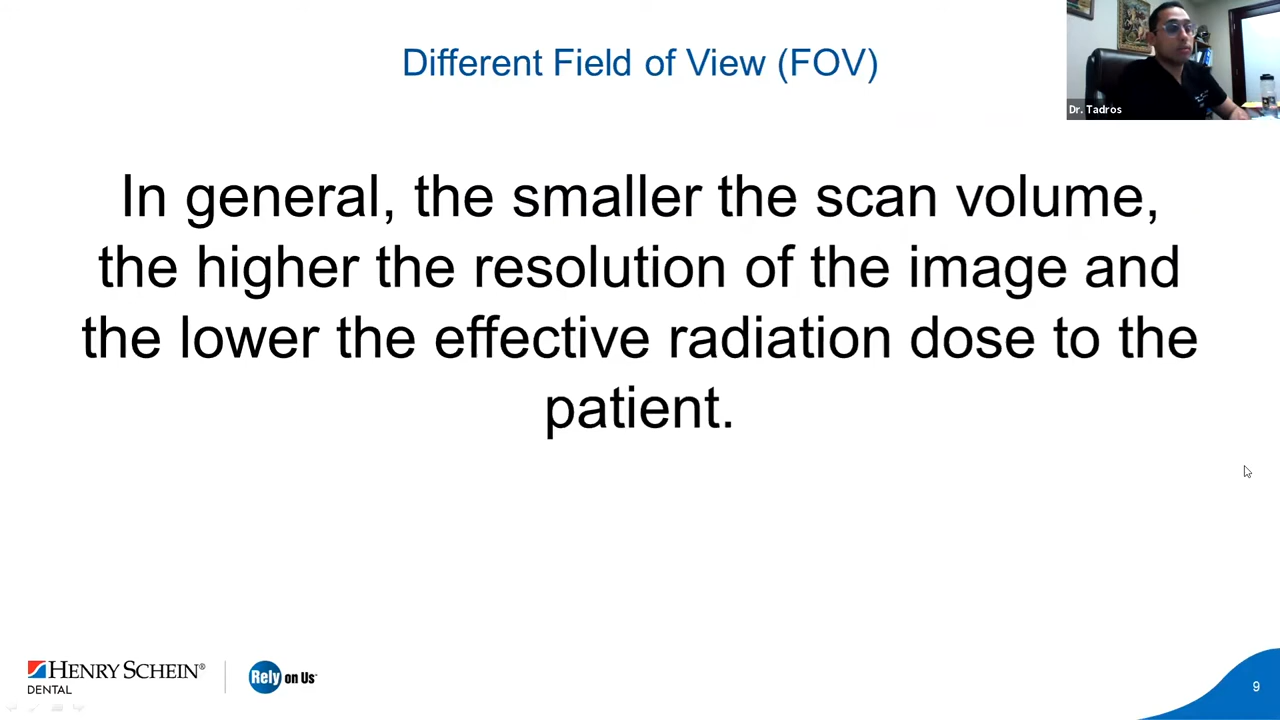 Different Field of View (FOV)
Dr. Tadros
In general, the smaller the scan volume,
the higher the resolution of the image and
the lower the effective radiation dose to the
patient.
HENRY SCHEIN®
DENTAL
Rely on Us™
9